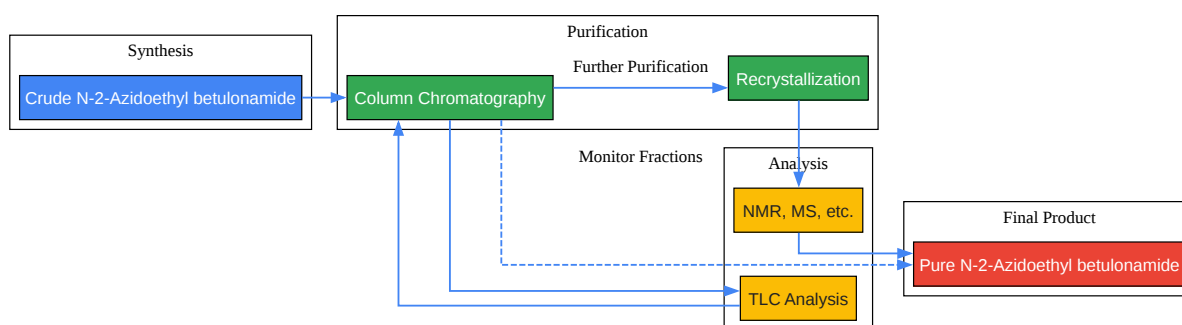 Synthesis
Crude N-2-Azidoethyl betulonamide
Purification
Column Chromatography
Further Purification
Recrystallization
Monitor Fractions
Analysis
NMR, MS, etc.
TLC Analysis
Final Product
Pure N-2-Azidoethyl betulonamide